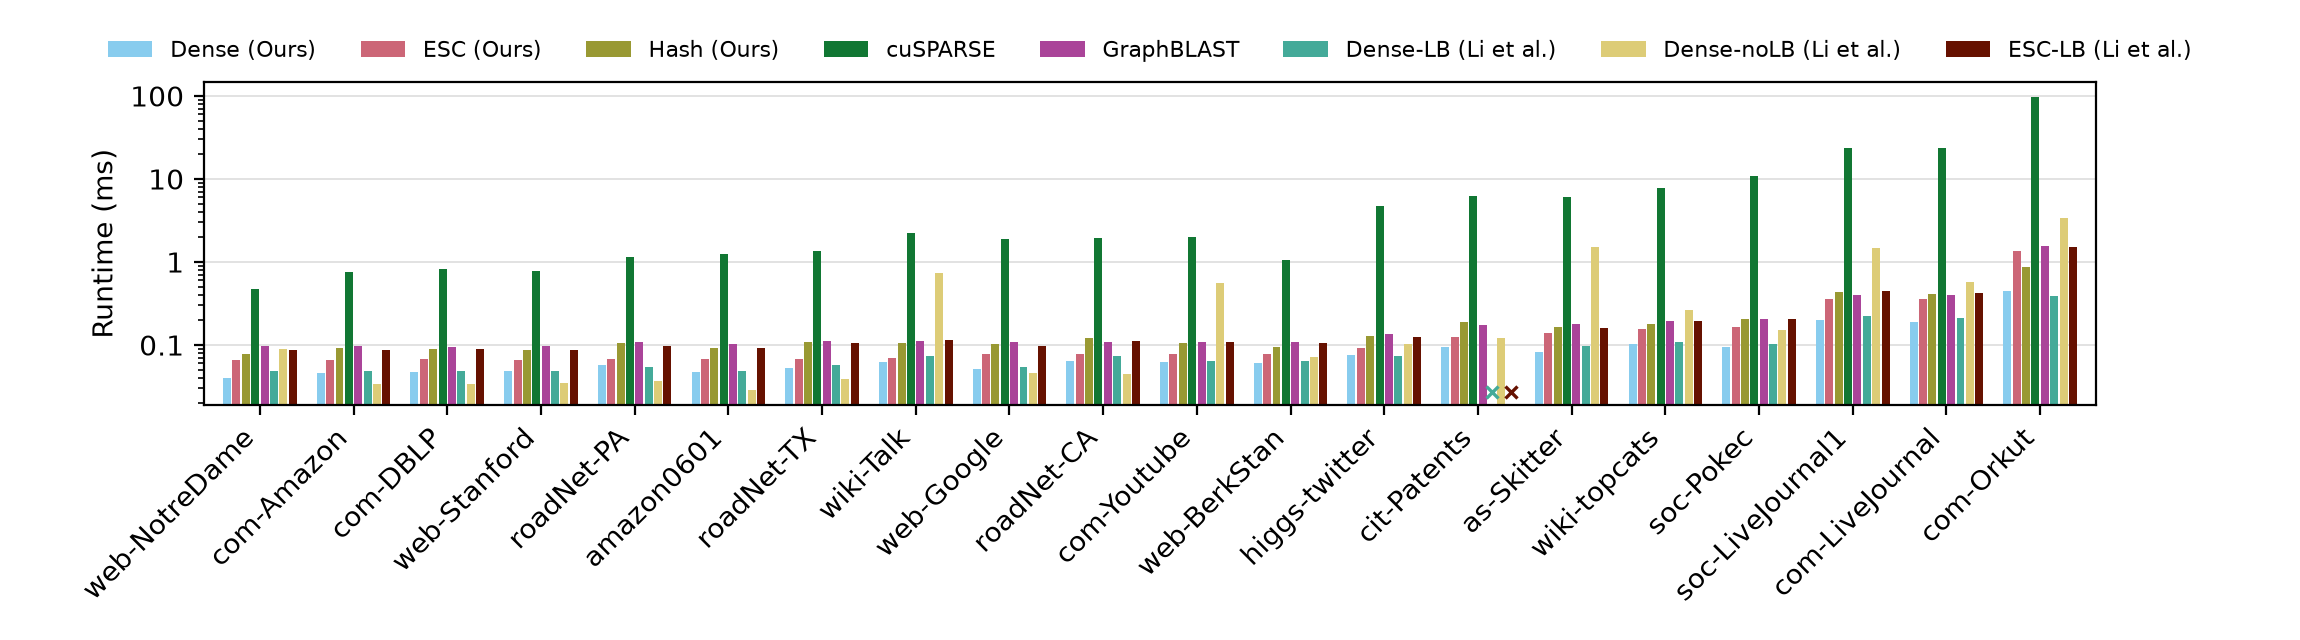 Dense (Ours) ESC (Ours) Hash (Ours) cuSPARSE GraphBLAST Dense-LB (Li et al.) Dense-noLB (Li et al.) ESC-LB (Li et al.)
Runtime (ms)
100
10
1
0.1
web-NotreDame
com-Amazon
com-DBLP
web-Stanford
roadNet-PA
amazon0601
roadNet-TX
wiki-Talk
web-Google
roadNet-CA
com-Youtube
web-BerkStan
higgs-twitter
cit-Patents
as-Skitter
wiki-topcats
soc-Pokec
soc-LiveJournal1
com-LiveJournal
com-Orkut